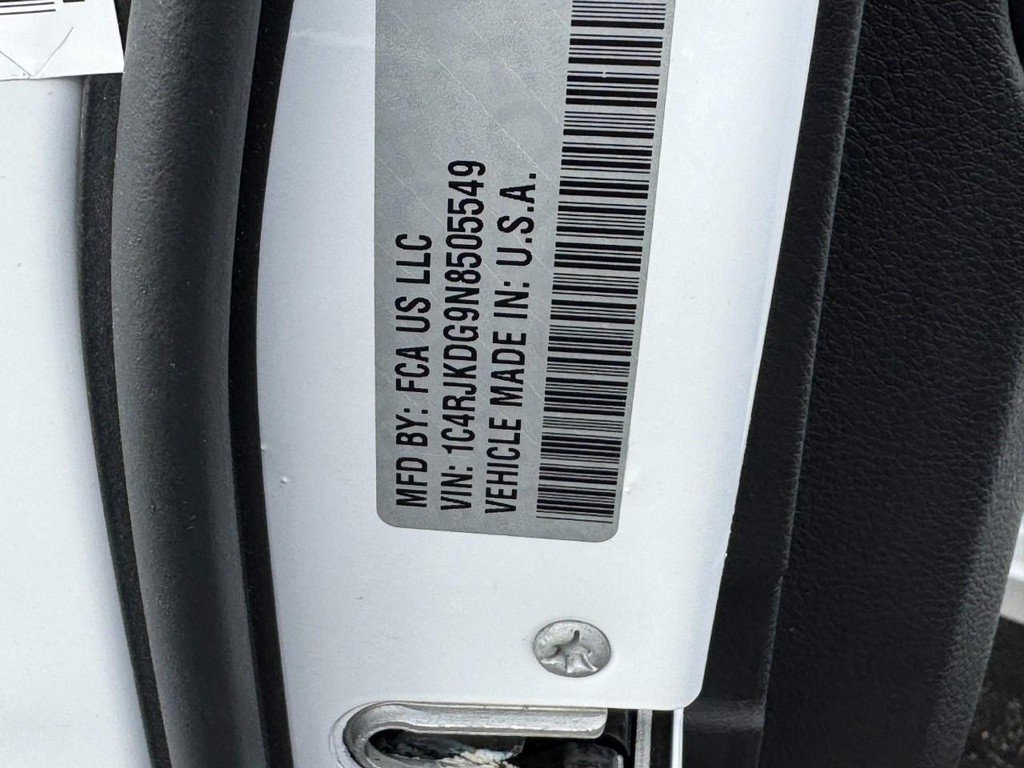 MFD BY: FCA US LLC
VIN: 1C4RJKDG9N8505549
VEHICLE MADE IN: U.S.A.